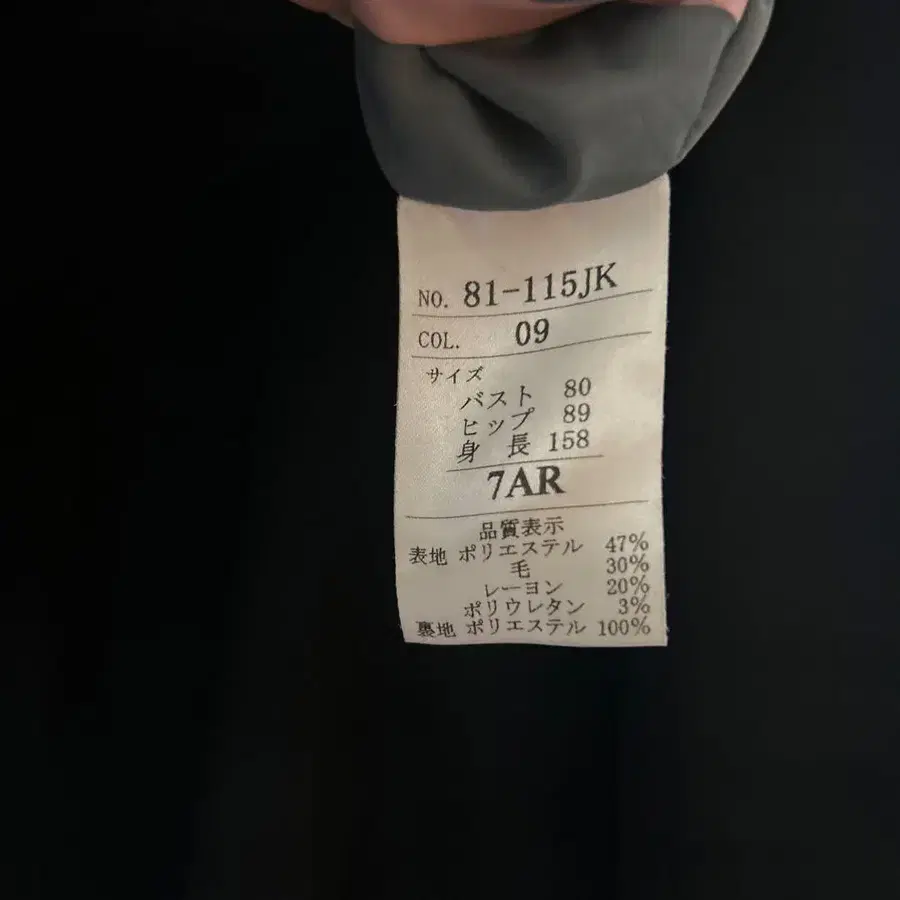 NO. 81-115JK
COL. 09
サイズ
バスト 80
ヒップ 89
身長 158
7AR
品質表示
表地 ポリエステル 47%
毛 30%
レーヨン 20%
ポリウレタン 3%
裏地 ポリエステル 100%